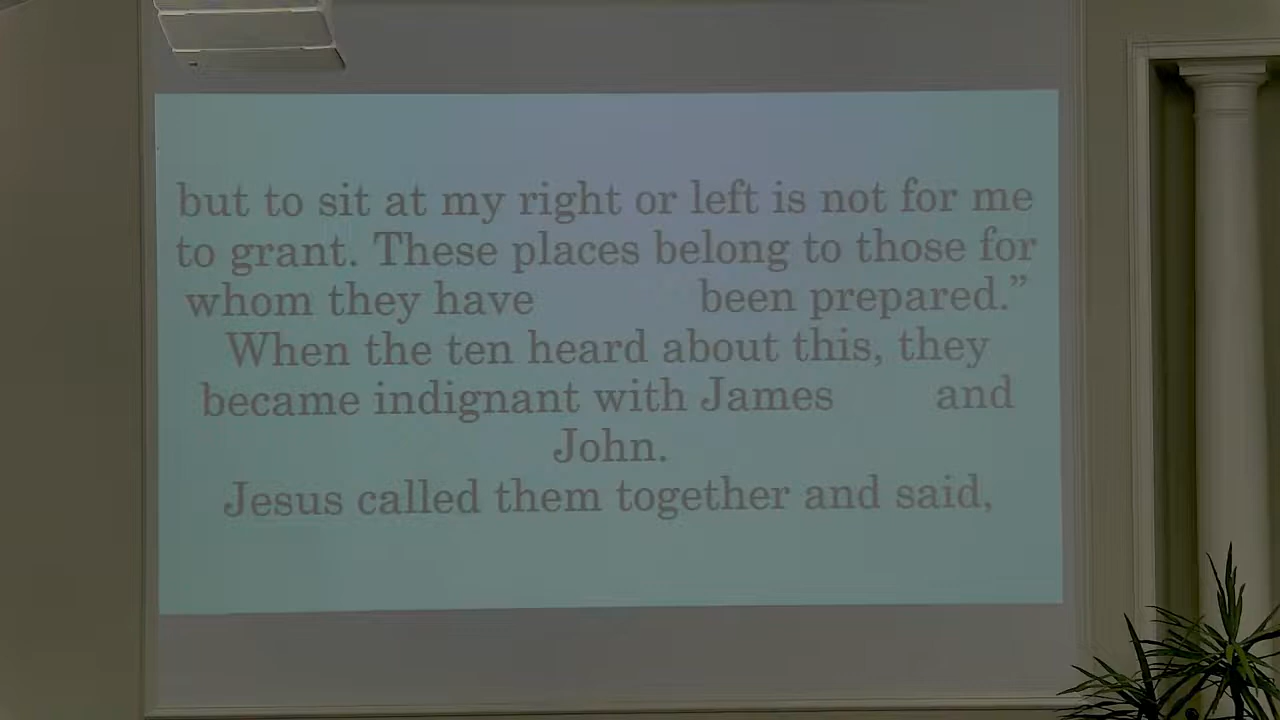 but to sit at my right or left is not for me
to grant. These places belong to those for
whom they have been prepared.”
When the ten heard about this, they
became indignant with James and
John.
Jesus called them together and said,